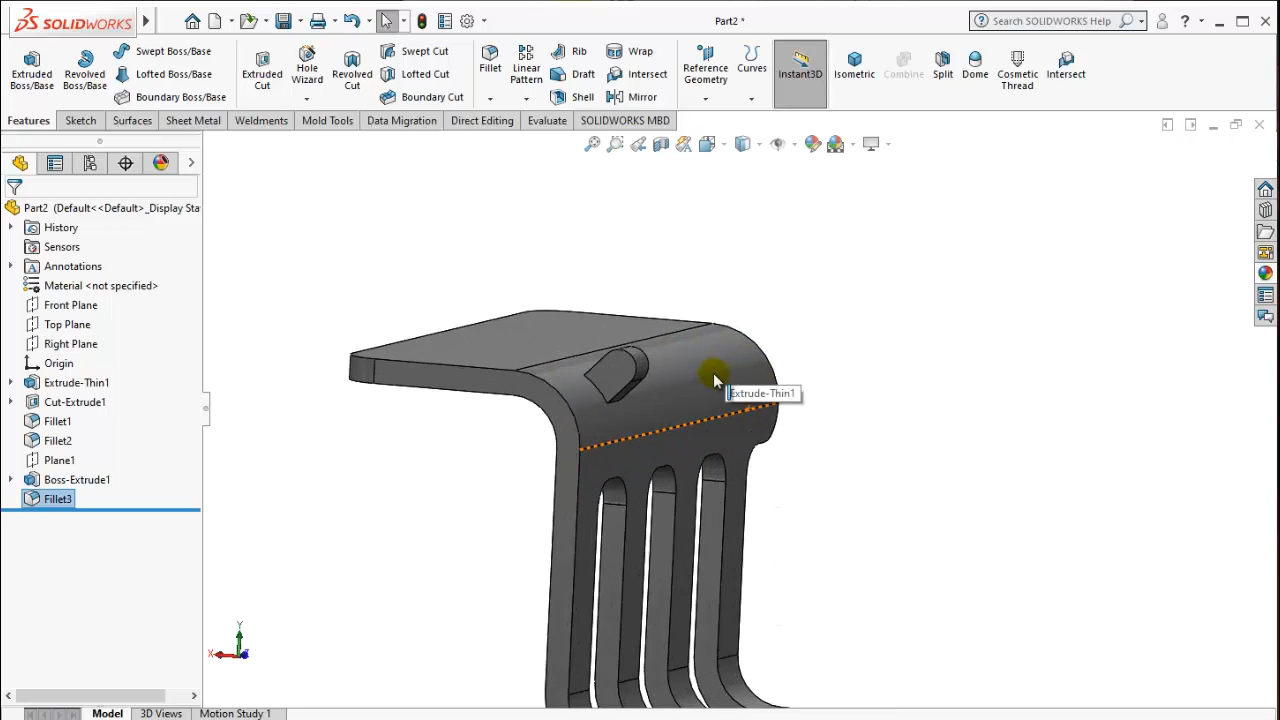 SOLIDWORKS
Part2 *
Search SOLIDWORKS Help
Extruded Boss/Base
Revolved Boss/Base
Swept Boss/Base
Lofted Boss/Base
Boundary Boss/Base
Extruded Cut
Hole Wizard
Revolved Cut
Swept Cut
Lofted Cut
Boundary Cut
Fillet
Linear Pattern
Rib
Draft
Shell
Wrap
Intersect
Mirror
Reference Geometry
Curves
Instant3D
Isometric
Combine
Split
Dome
Cosmetic Thread
Intersect
Features
Sketch
Surfaces
Sheet Metal
Weldments
Mold Tools
Data Migration
Direct Editing
Evaluate
SOLIDWORKS MBD
Part2 (Default<<Default>_Display Sta
History
Sensors
Annotations
Material <not specified>
Front Plane
Top Plane
Right Plane
Origin
Extrude-Thin1
Cut-Extrude1
Fillet1
Fillet2
Plane1
Boss-Extrude1
Fillet3
Extrude-Thin1
Y
X
Z
Model
3D Views
Motion Study 1